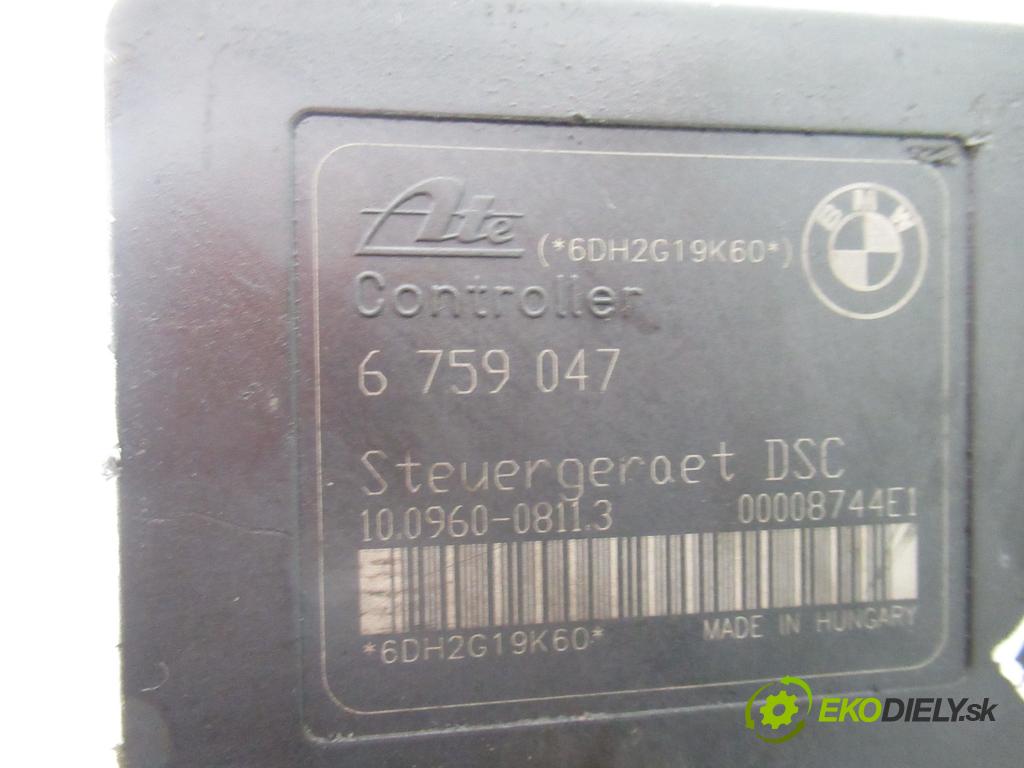 Ate (*6DH2G19K60*)
BMW
Controller
6 759 047
Steuergeraet DSC
10.0960-0811.3 00008744E1
*6DH2G19K60* MADE IN HUNGARY
EKODIELY.sk